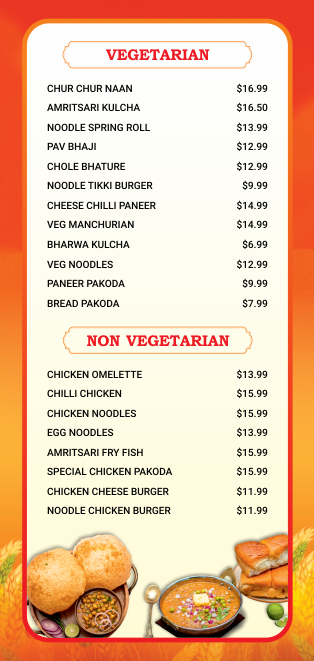 VEGETARIAN
CHUR CHUR NAAN $16.99
AMRITSARI KULCHA $16.50
NOODLE SPRING ROLL $13.99
PAV BHAJI $12.99
CHOLE BHATURE $12.99
NOODLE TIKKI BURGER $9.99
CHEESE CHILLI PANEER $14.99
VEG MANCHURIAN $14.99
BHARWA KULCHA $6.99
VEG NOODLES $12.99
PANEER PAKODA $9.99
BREAD PAKODA $7.99
NON VEGETARIAN
CHICKEN OMELETTE $13.99
CHILLI CHICKEN $15.99
CHICKEN NOODLES $15.99
EGG NOODLES $13.99
AMRITSARI FRY FISH $15.99
SPECIAL CHICKEN PAKODA $15.99
CHICKEN CHEESE BURGER $11.99
NOODLE CHICKEN BURGER $11.99